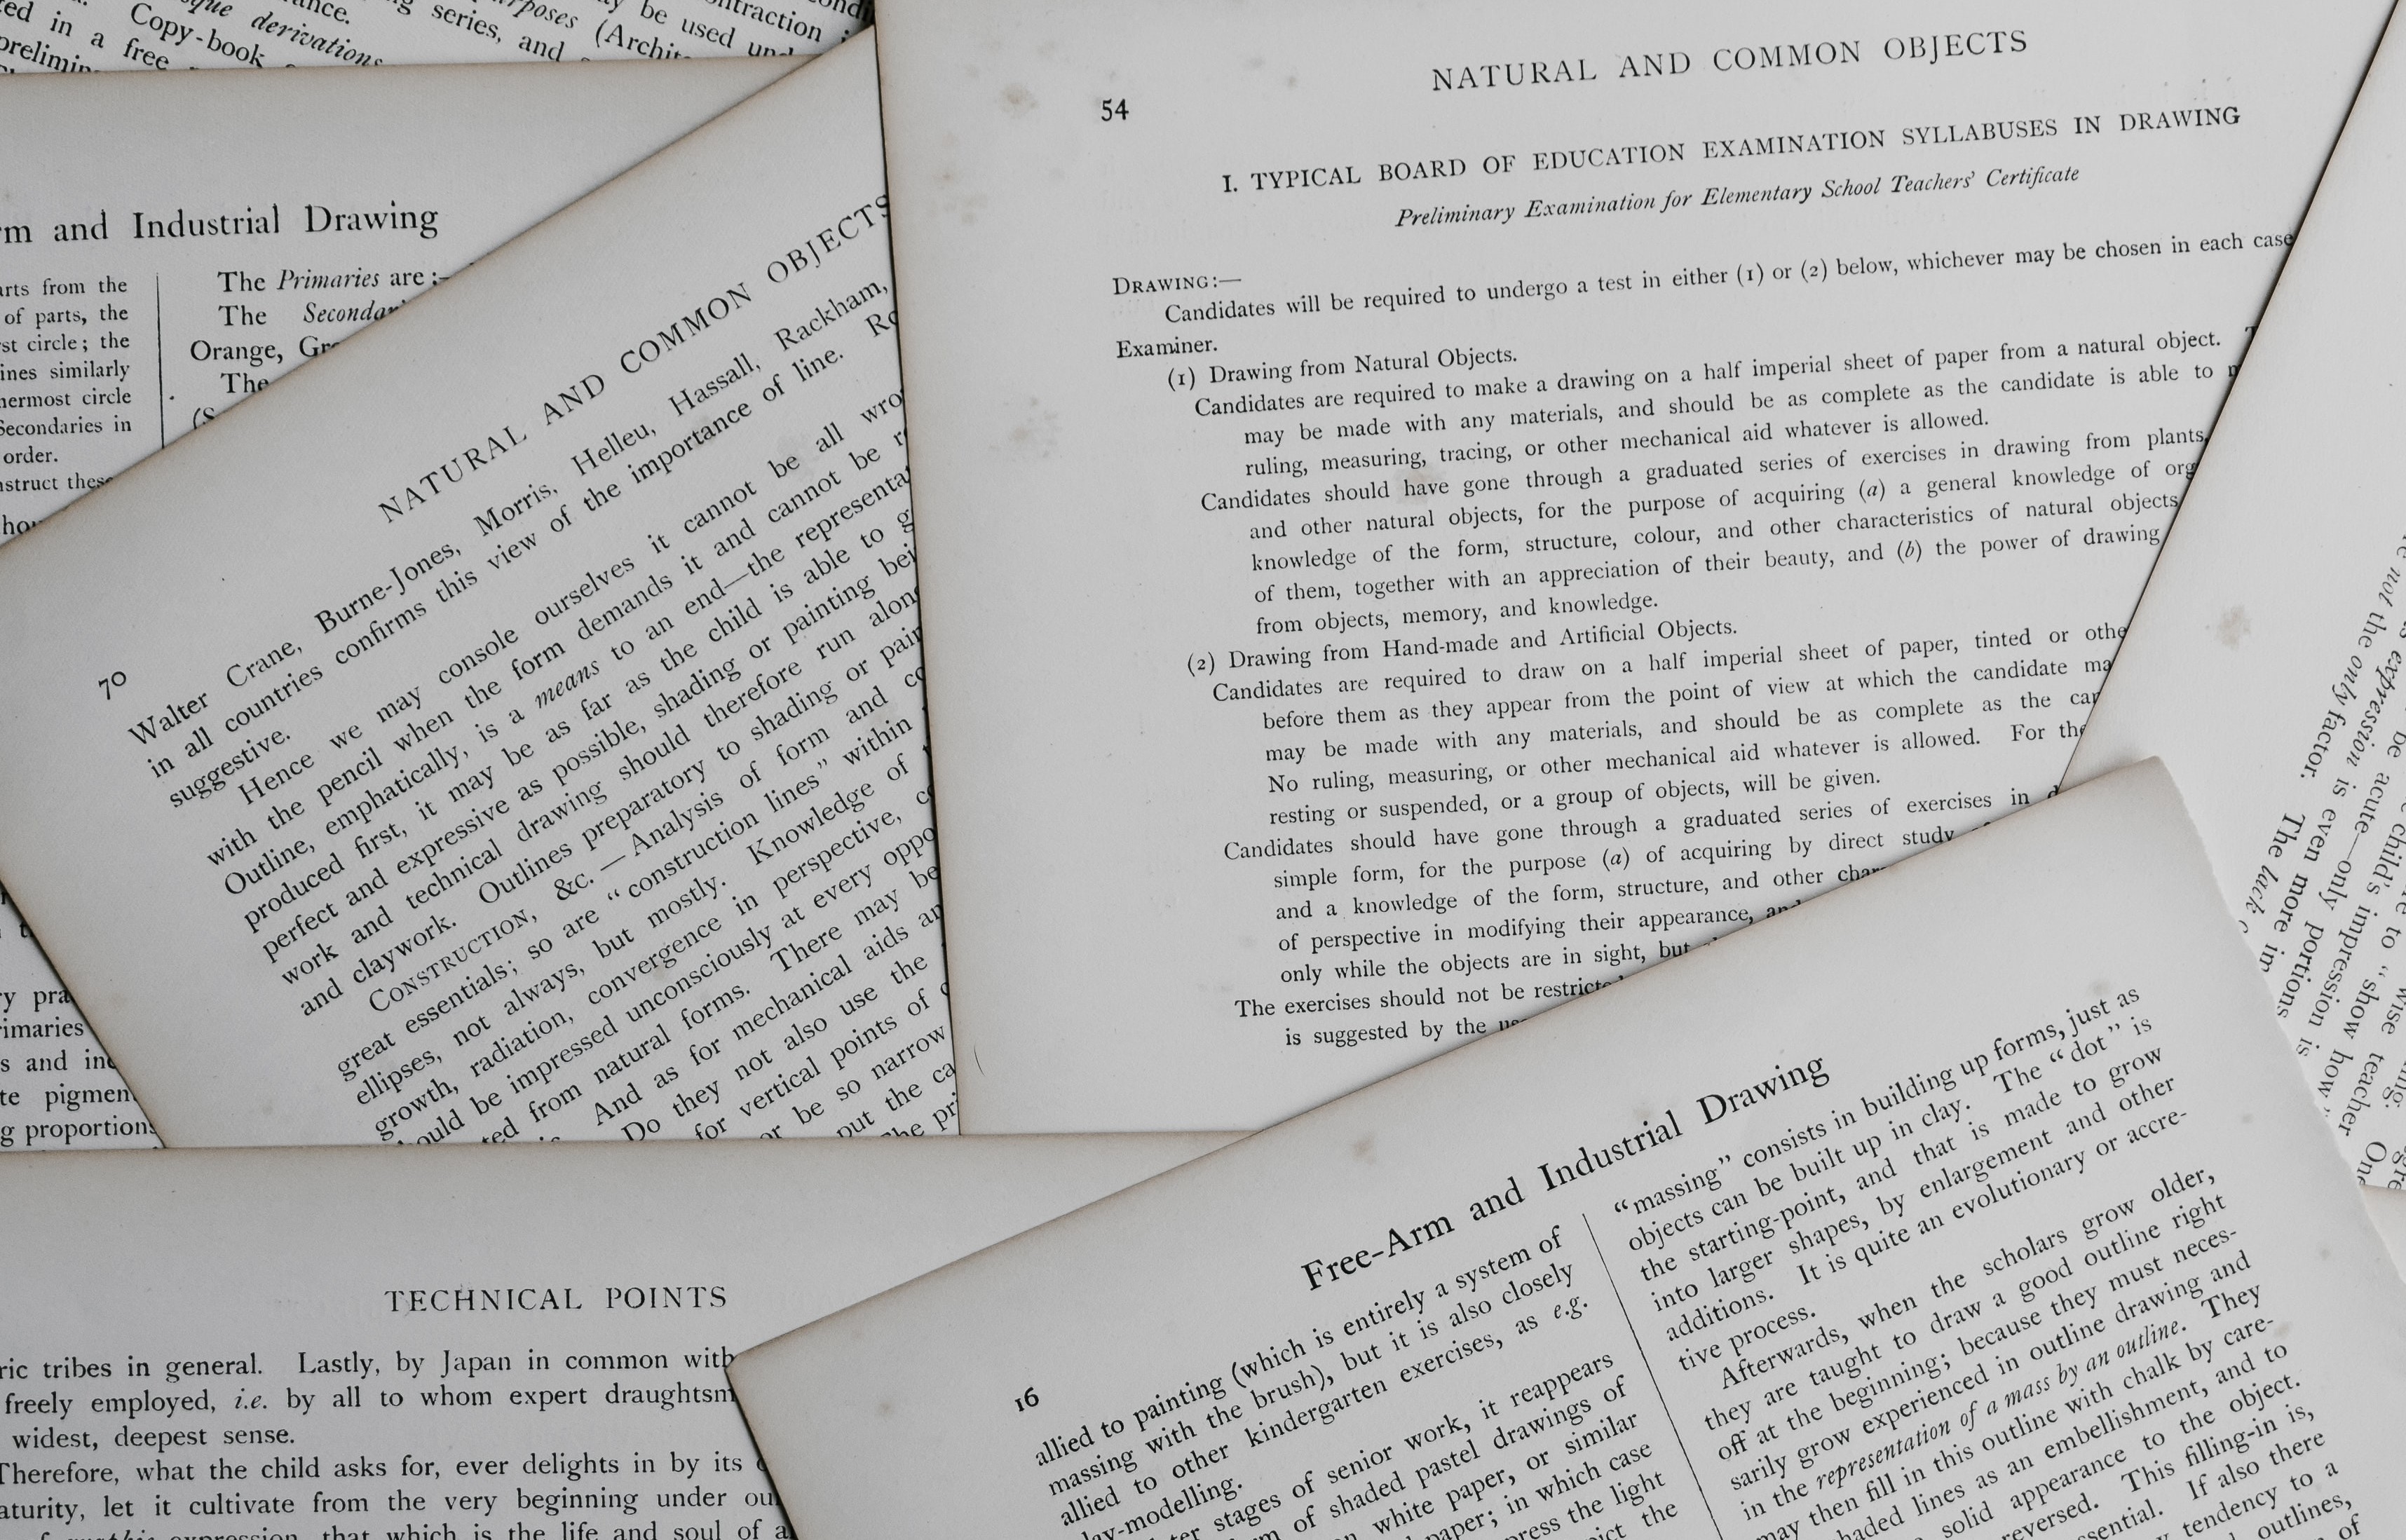 que derivations
ance.
series, and
purposes (Archit
be used und
ntraction
ed in a free
Copy-book
prelimin
rm and Industrial Drawing
arts from the
of parts, the
st circle; the
ines similarly
nermost circle
Secondaries in
order.
nstruct these
The Primaries are:—
The Secondar
Orange, Gr
The
(S
NATURAL AND COMMON OBJECTS
70
Walter Crane, Burne-Jones, Morris, Helleu, Hassall, Rackham,
in all countries confirms this view of the importance of line. Ro
suggestive.
Hence we may console ourselves it cannot be all wro
with the pencil when the form demands it and cannot be r
Outline, emphatically, is a means to an end—the representa
produced first, it may be as far as the child is able to g
perfect and expressive as possible, shading or painting bei
work and technical drawing should therefore run along
and claywork. Outlines preparatory to shading or pain
CONSTRUCTION, &c.—Analysis of form and co
great essentials; so are “construction lines” within
ellipses, not always, but mostly. Knowledge of
growth, radiation, convergence in perspective, c
hould be impressed unconsciously at every oppo
ted from natural forms. There may be
And as for mechanical aids an
Do they not also use the
for vertical points of
or be so narrow
put the ca
The pri
54
NATURAL AND COMMON OBJECTS
I. TYPICAL BOARD OF EDUCATION EXAMINATION SYLLABUSES IN DRAWING
Preliminary Examination for Elementary School Teachers’ Certificate
DRAWING:—
Candidates will be required to undergo a test in either (1) or (2) below, whichever may be chosen in each case
Examiner.
(1) Drawing from Natural Objects.
Candidates are required to make a drawing on a half imperial sheet of paper from a natural object. T
may be made with any materials, and should be as complete as the candidate is able to
ruling, measuring, tracing, or other mechanical aid whatever is allowed.
Candidates should have gone through a graduated series of exercises in drawing from plants,
and other natural objects, for the purpose of acquiring (a) a general knowledge of org
knowledge of the form, structure, colour, and other characteristics of natural objects
of them, together with an appreciation of their beauty, and (b) the power of drawing
from objects, memory, and knowledge.
(2) Drawing from Hand-made and Artificial Objects.
Candidates are required to draw on a half imperial sheet of paper, tinted or othe
before them as they appear from the point of view at which the candidate ma
may be made with any materials, and should be as complete as the can
No ruling, measuring, or other mechanical aid whatever is allowed. For the
resting or suspended, or a group of objects, will be given.
Candidates should have gone through a graduated series of exercises in d
simple form, for the purpose (a) of acquiring by direct study
and a knowledge of the form, structure, and other char
of perspective in modifying their appearance, and
only while the objects are in sight, but
The exercises should not be restricte
is suggested by the
not the only factor.
expression is even more im
The lack
be acute—only portions
child’s impression is
to “show how”
wise teacher
One
ry pra
rimaries
s and ind
te pigmen
g proportions
TECHNICAL POINTS
ric tribes in general. Lastly, by Japan in common with
freely employed, i.e. by all to whom expert draughtsm
widest, deepest sense.
Therefore, what the child asks for, ever delights in by its
aturity, let it cultivate from the very beginning under ou
expression, that which is the life and soul of a
16
Free-Arm and Industrial Drawing
allied to painting (which is entirely a system of
massing with the brush), but it is also closely
allied to other kindergarten exercises, as e.g.
lay-modelling.
ter stages of senior work, it reappears
m of shaded pastel drawings of
n white paper, or similar
paper; in which case
press the light
ict the
“massing” consists in building up forms, just as
objects can be built up in clay. The “dot” is
the starting-point, and that is made to grow
into larger shapes, by enlargement and other
additions. It is quite an evolutionary or accre-
tive process.
Afterwards, when the scholars grow older,
they are taught to draw a good outline right
off at the beginning; because they must neces-
sarily grow experienced in outline drawing and
in the representation of a mass by an outline. They
may then fill in this outline with chalk by care-
haded lines as an embellishment, and to
solid appearance to the object.
reversed. This filling-in is,
ssential. If also there
tendency to a
outlines,
of